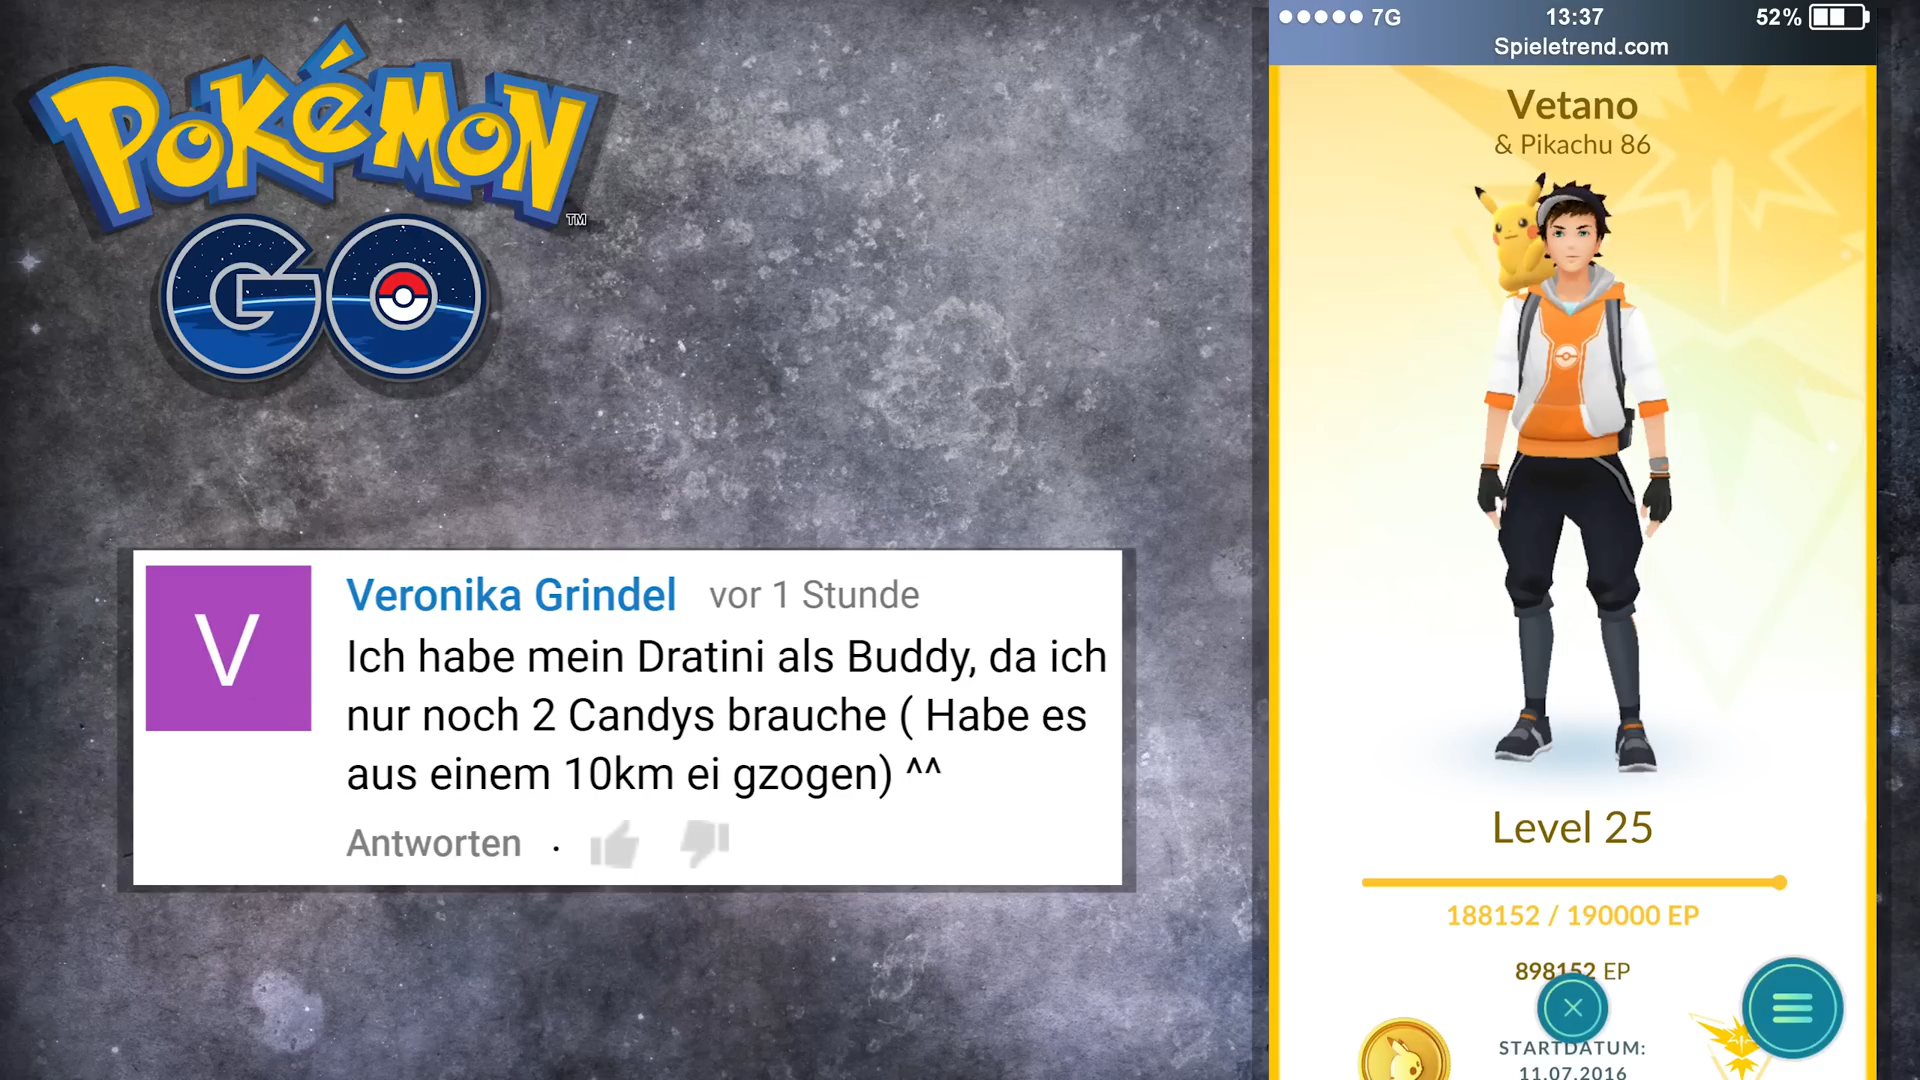 POKéMON
TM
GO
Veronika Grindel vor 1 Stunde
V
Ich habe mein Dratini als Buddy, da ich
nur noch 2 Candys brauche ( Habe es
aus einem 10km ei gzogen) ^^
Antworten ·
7G 13:37 52%
Spieletrend.com
Vetano
& Pikachu 86
Level 25
188152 / 190000 EP
898152 EP
STARTDATUM:
11.07.2016